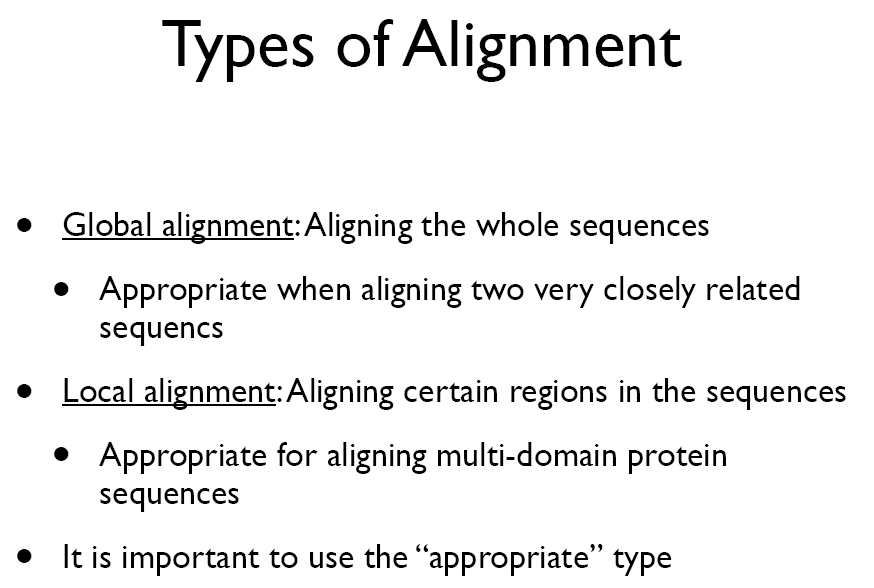 Types of Alignment
• Global alignment: Aligning the whole sequences
• Appropriate when aligning two very closely related
sequencs
• Local alignment: Aligning certain regions in the sequences
• Appropriate for aligning multi-domain protein
sequences
• It is important to use the “appropriate” type